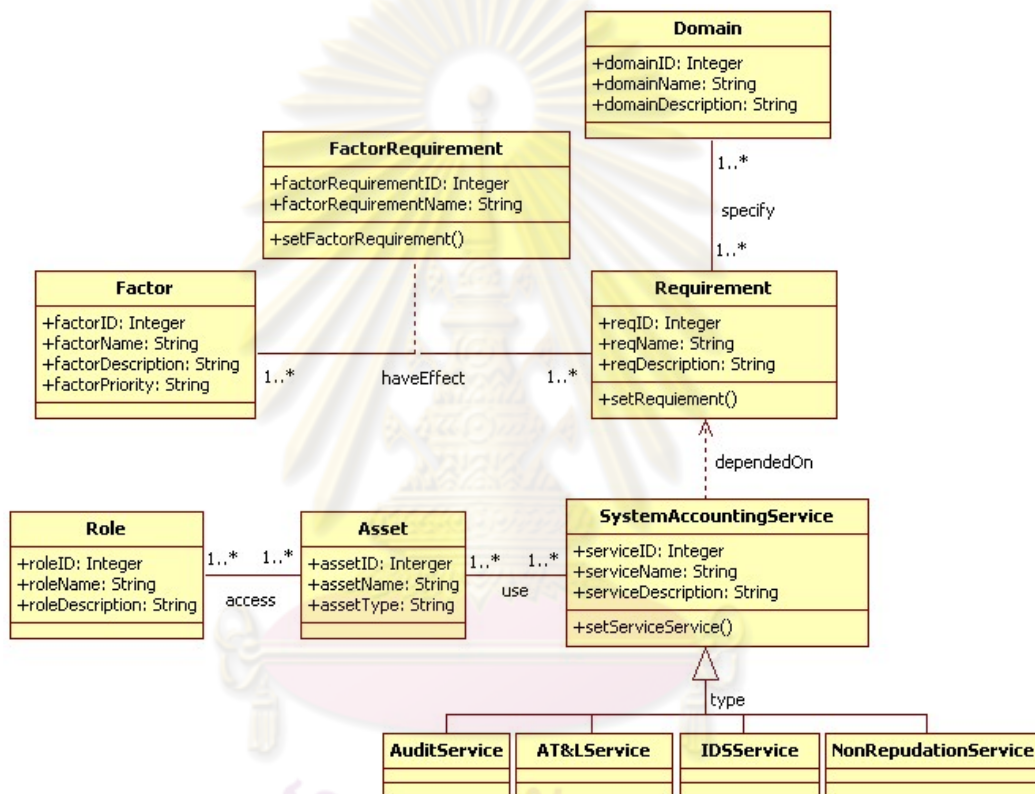 Domain
+domainID: Integer
+domainName: String
+domainDescription: String
1..*
specify
1..*
FactorRequirement
+factorRequirementID: Integer
+factorRequirementName: String
+setFactorRequirement()
Factor
+factorID: Integer
+factorName: String
+factorDescription: String
+factorPriority: String
1..*
haveEffect
1..*
Requirement
+reqID: Integer
+reqName: String
+reqDescription: String
+setRequiement()
dependedOn
Role
+roleID: Integer
+roleName: String
+roleDescription: String
1..*
access
1..*
Asset
+assetID: Interger
+assetName: String
+assetType: String
1..*
use
1..*
SystemAccountingService
+serviceID: Integer
+serviceName: String
+serviceDescription: String
+setServiceService()
type
AuditService
AT&LService
IDSService
NonRepudationService